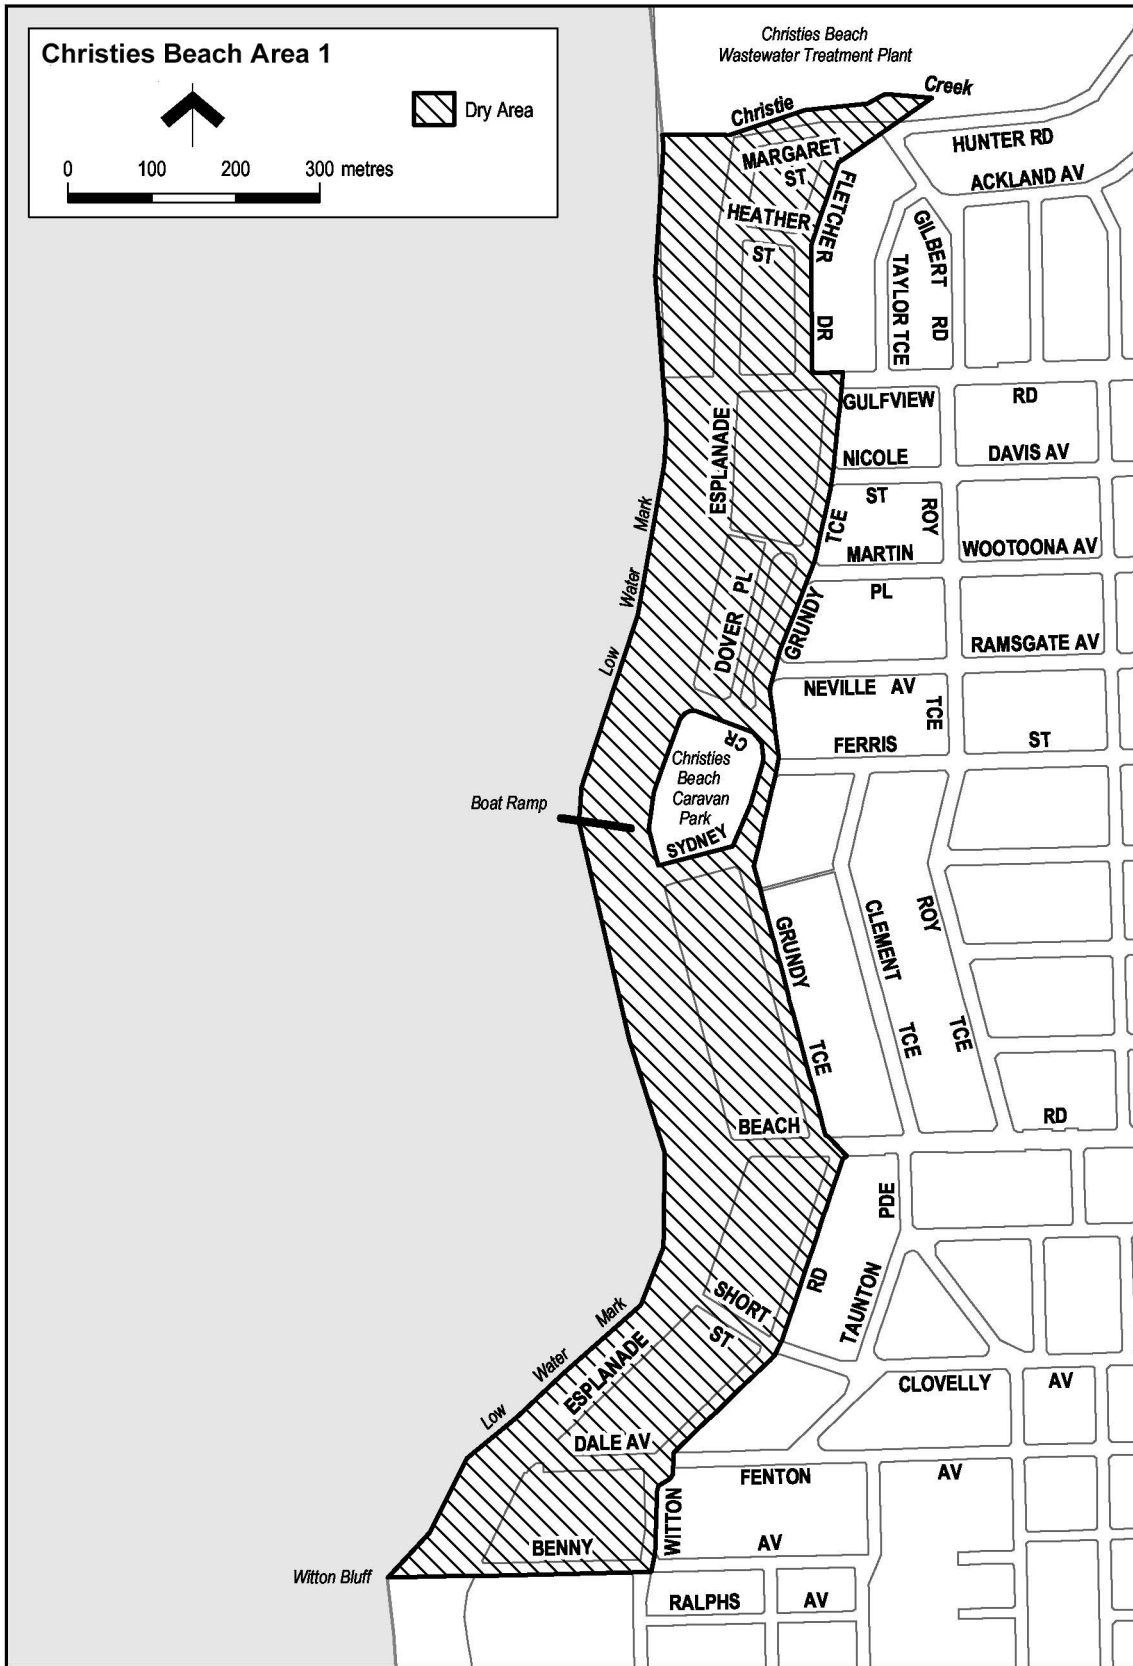 Christies Beach Area 1
Dry Area
0 100 200 300 metres
Christies Beach
Wastewater Treatment Plant
Christie
Creek
HUNTER RD
ACKLAND AV
MARGARET
ST
HEATHER
ST
FLETCHER
DR
GILBERT
RD
TAYLOR TCE
GULFVIEW
RD
ESPLANADE
NICOLE
ST
DAVIS AV
ROY
TCE
MARTIN
PL
WOOTOONA AV
Low
Water
Mark
DOVER PL
GRUNDY
TCE
RAMSGATE AV
NEVILLE AV
FERRIS
ST
CR
Christies
Beach
Caravan
Park
SYDNEY
Boat Ramp
GRUNDY
TCE
CLEMENT
TCE
ROY
TCE
BEACH
RD
PDE
TAUNTON
RD
SHORT
ST
Low
Water
Mark
ESPLANADE
CLOVELLY
AV
DALE AV
FENTON
AV
WITTON
BENNY
AV
Witton Bluff
RALPHS
AV